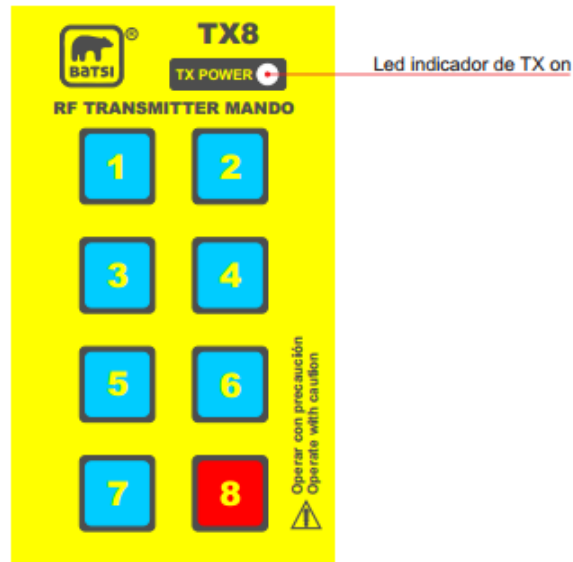 TX8
®
BATSI
TX POWER
Led indicador de TX on
RF TRANSMITTER MANDO
1 2
3 4
5 6
7 8
Operar con precaución
Operate with caution